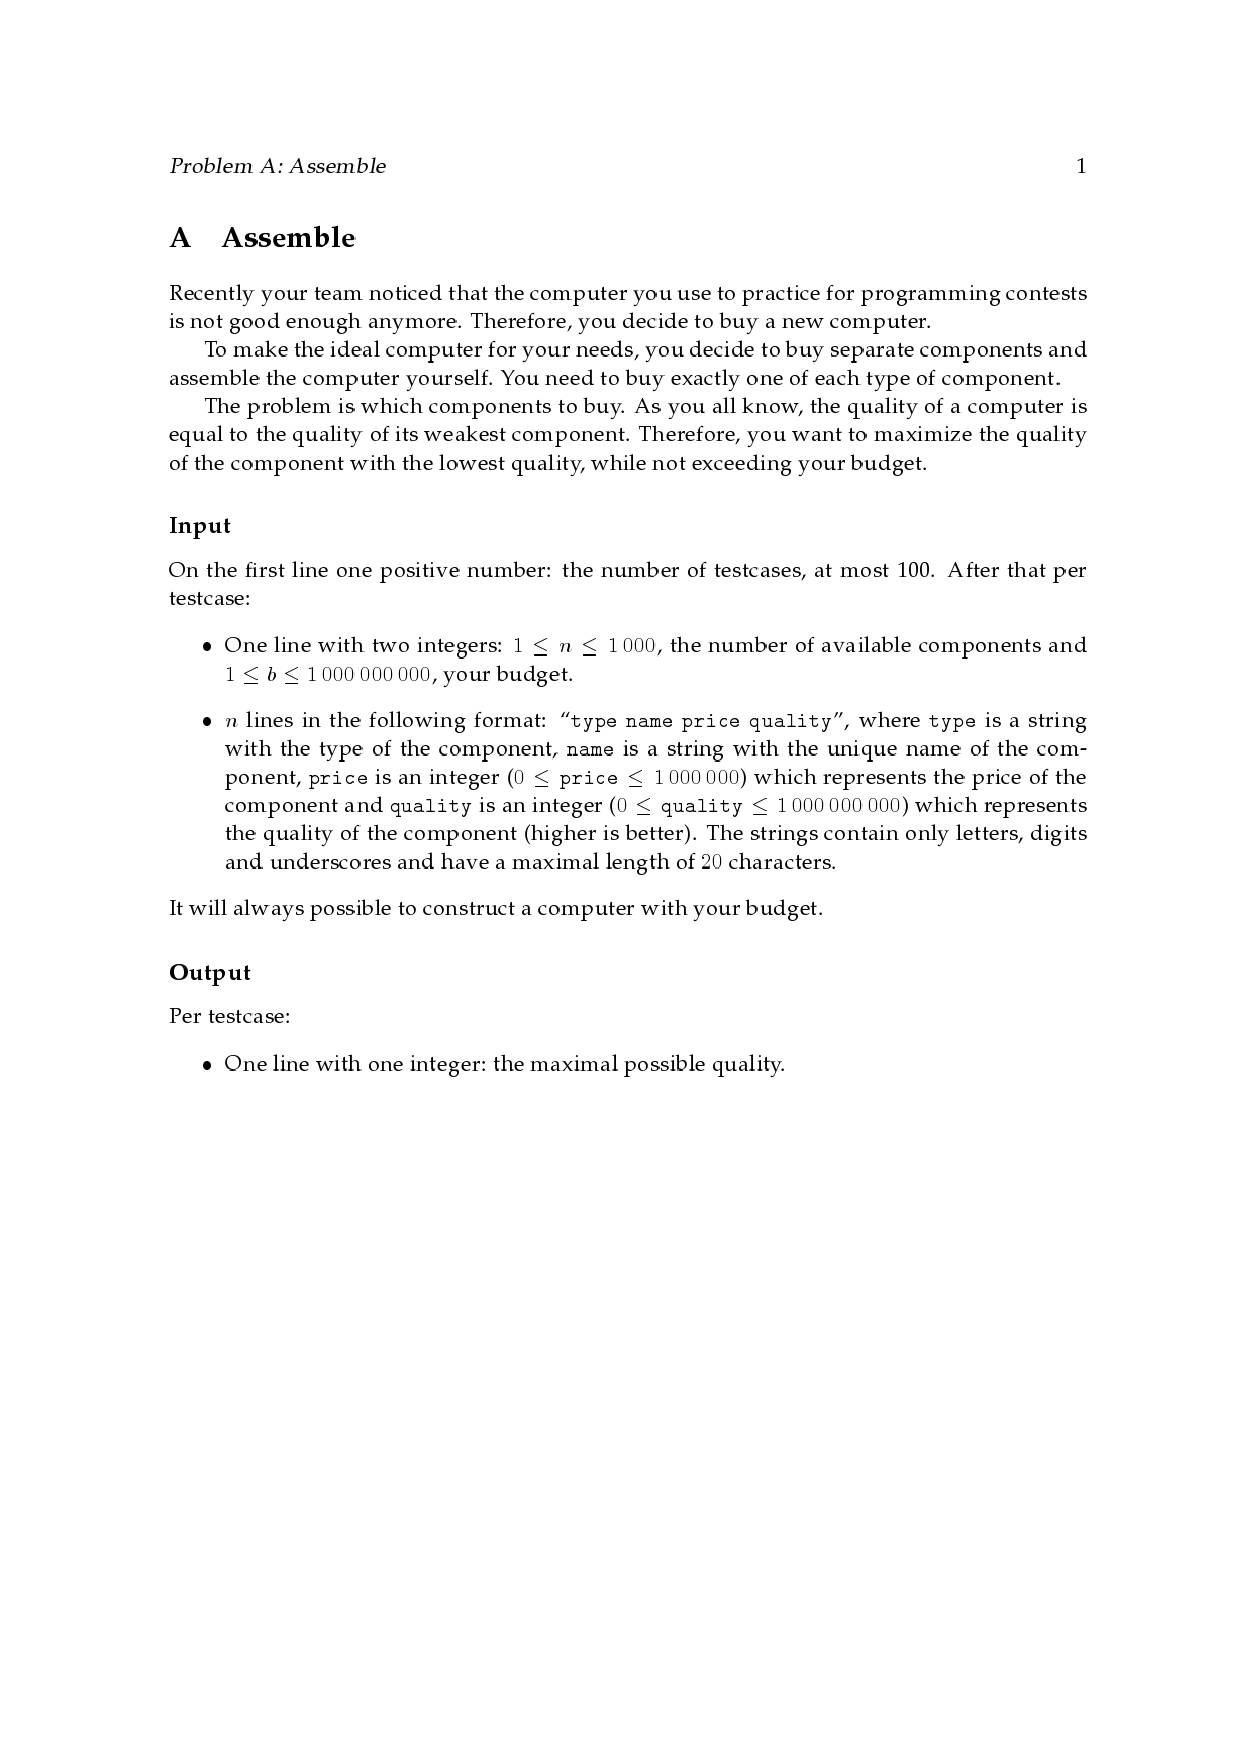 Problem A: Assemble 1
A Assemble
Recently your team noticed that the computer you use to practice for programming contests
is not good enough anymore. Therefore, you decide to buy a new computer.
To make the ideal computer for your needs, you decide to buy separate components and
assemble the computer yourself. You need to buy exactly one of each type of component.
The problem is which components to buy. As you all know, the quality of a computer is
equal to the quality of its weakest component. Therefore, you want to maximize the quality
of the component with the lowest quality, while not exceeding your budget.
Input
On the first line one positive number: the number of testcases, at most 100. After that per
testcase:
• One line with two integers: 1 ≤ n ≤ 1 000, the number of available components and
1 ≤ b ≤ 1 000 000 000, your budget.
• n lines in the following format: “type name price quality”, where type is a string
with the type of the component, name is a string with the unique name of the com-
ponent, price is an integer (0 ≤ price ≤ 1 000 000) which represents the price of the
component and quality is an integer (0 ≤ quality ≤ 1 000 000 000) which represents
the quality of the component (higher is better). The strings contain only letters, digits
and underscores and have a maximal length of 20 characters.
It will always possible to construct a computer with your budget.
Output
Per testcase:
• One line with one integer: the maximal possible quality.